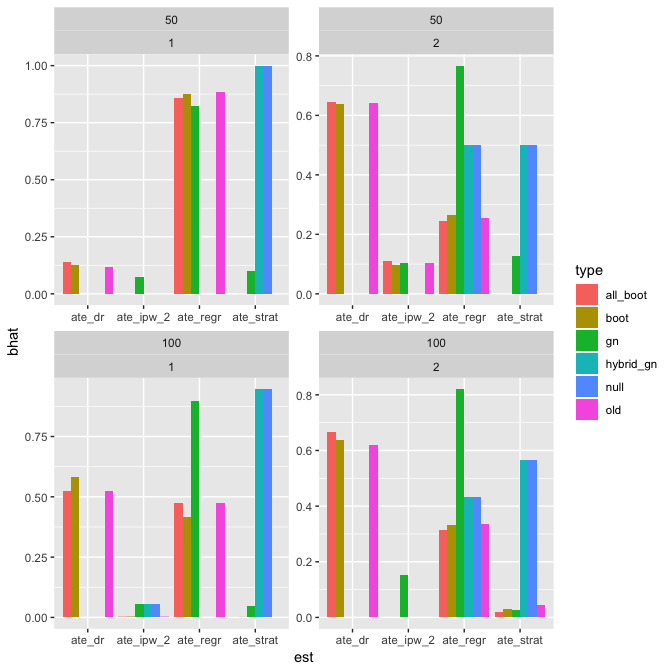 50
1
50
2
1.00
0.75
0.50
0.25
0.00
0.8
0.6
0.4
0.2
0.0
ate_dr ate_ipw_2 ate_regr ate_strat
ate_dr ate_ipw_2 ate_regr ate_strat
100
1
100
2
0.75
0.50
0.25
0.00
0.8
0.6
0.4
0.2
0.0
ate_dr ate_ipw_2 ate_regr ate_strat
ate_dr ate_ipw_2 ate_regr ate_strat
bhat
est
type
all_boot
boot
gn
hybrid_gn
null
old